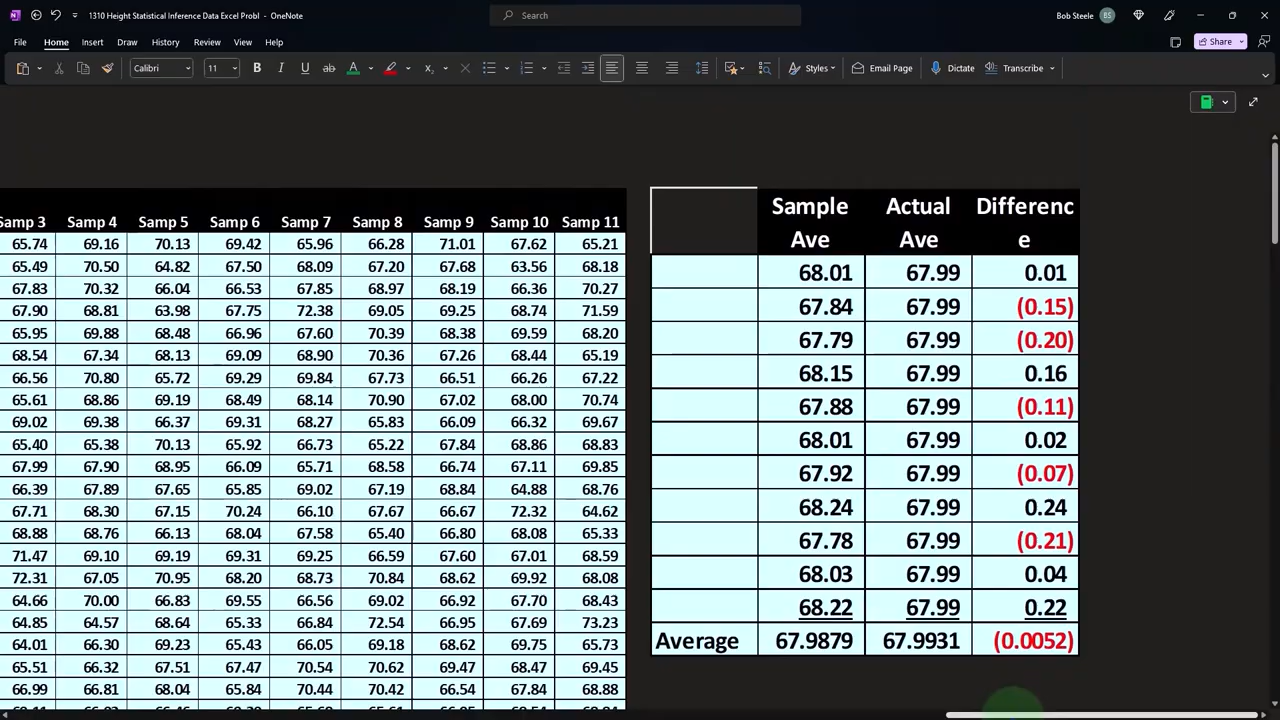 1310 Height Statistical Inference Data Excel Probl - OneNote
Search
Bob Steele
BS
File Home Insert Draw History Review View Help
Share
Calibri 11 B I U ab A x Styles Email Page Dictate Transcribe
Samp 3 Samp 4 Samp 5 Samp 6 Samp 7 Samp 8 Samp 9 Samp 10 Samp 11
65.74 69.16 70.13 69.42 65.96 66.28 71.01 67.62 65.21
65.49 70.50 64.82 67.50 68.09 67.20 67.68 63.56 68.18
67.83 70.32 66.04 66.53 67.85 68.97 68.19 66.36 70.27
67.90 68.81 63.98 67.75 72.38 69.05 69.25 68.74 71.59
65.95 69.88 68.48 66.96 67.60 70.39 68.38 69.59 68.20
68.54 67.34 68.13 69.09 68.90 70.36 67.26 68.44 65.19
66.56 70.80 65.72 69.29 69.84 67.73 66.51 66.26 67.22
65.61 68.86 69.19 68.49 68.14 70.90 67.02 68.00 70.74
69.02 69.38 66.37 69.31 68.27 65.83 66.09 66.32 69.67
65.40 65.38 70.13 65.92 66.73 65.22 67.84 68.86 68.83
67.99 67.90 68.95 66.09 65.71 68.58 66.74 67.11 69.85
66.39 67.89 67.65 65.85 69.02 67.19 68.84 64.88 68.76
67.71 68.30 67.15 70.24 66.10 67.67 66.67 72.32 64.62
68.88 68.76 66.13 68.04 67.58 65.40 66.80 68.08 65.33
71.47 69.10 69.19 69.31 69.25 66.59 67.60 67.01 68.59
72.31 67.05 70.95 68.20 68.73 70.84 68.62 69.92 68.08
64.66 70.00 66.83 69.55 66.56 69.02 66.92 67.70 68.43
64.85 64.57 68.64 65.33 66.84 72.54 66.95 67.69 73.23
64.01 66.30 69.23 65.43 66.05 69.18 68.62 69.75 65.73
65.51 66.32 67.51 67.47 70.54 70.62 69.47 68.47 69.45
66.99 66.81 68.04 65.84 70.44 70.42 66.54 67.84 68.88
Sample Actual Differenc
Ave Ave e
68.01 67.99 0.01
67.84 67.99 (0.15)
67.79 67.99 (0.20)
68.15 67.99 0.16
67.88 67.99 (0.11)
68.01 67.99 0.02
67.92 67.99 (0.07)
68.24 67.99 0.24
67.78 67.99 (0.21)
68.03 67.99 0.04
68.22 67.99 0.22
Average 67.9879 67.9931 (0.0052)